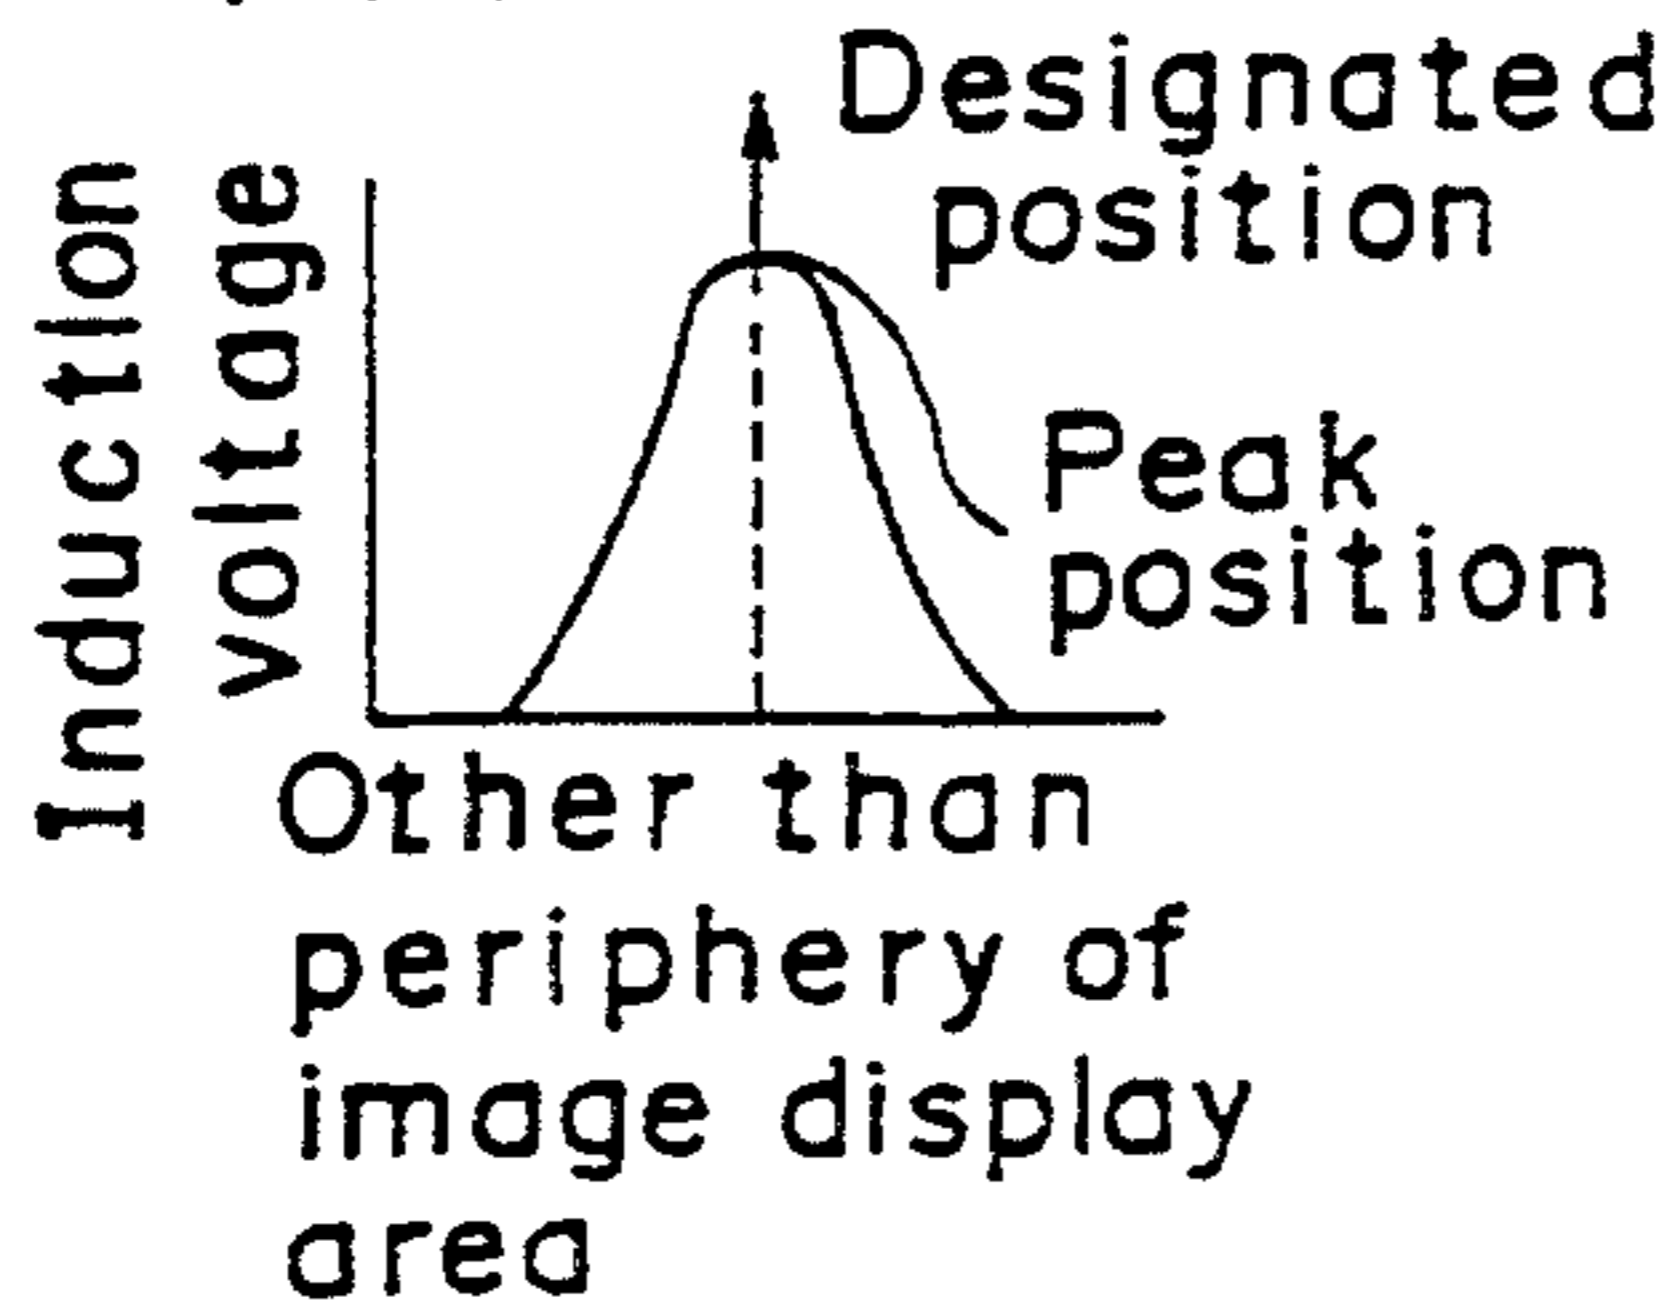 Designated
position
Induction
voltage
Peak
position
Other than
periphery of
image display
area